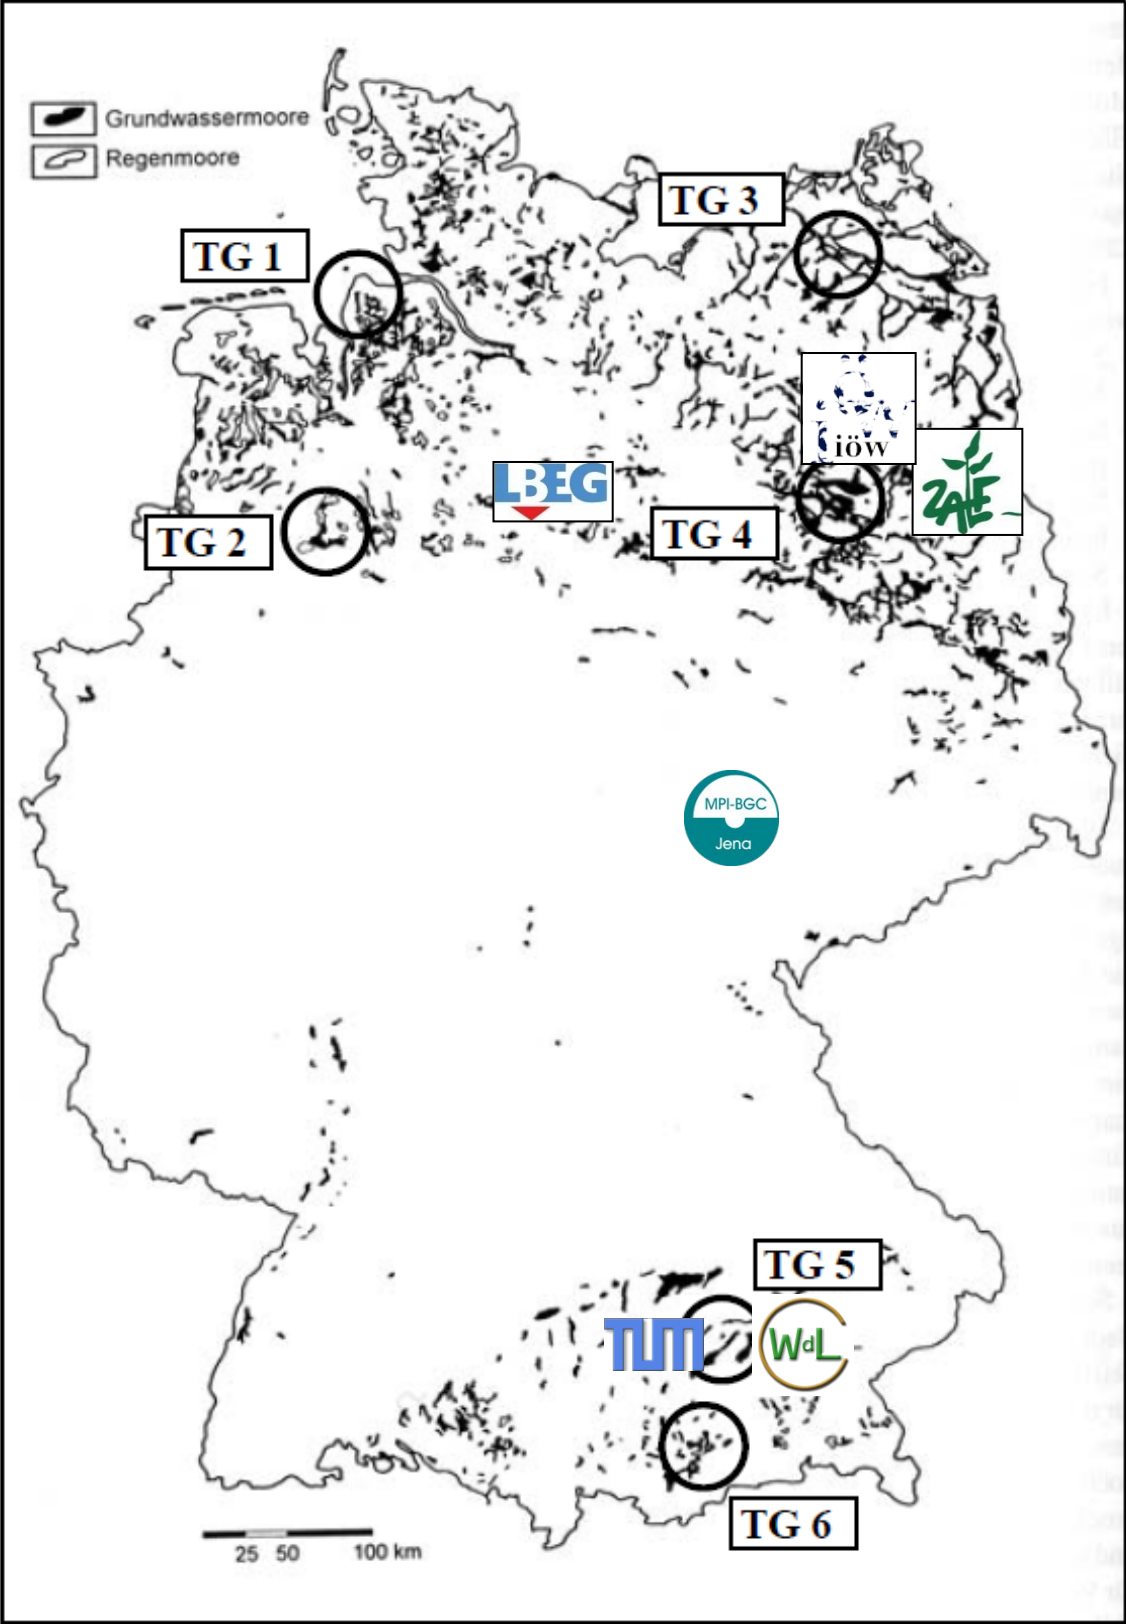 Grundwassermoore
Regenmoore
TG 3
TG 1
iöw
LBEG
ZALF
TG 2
TG 4
MPI-BGC
Jena
TG 5
TUM
WdL
TG 6
25 50 100 km